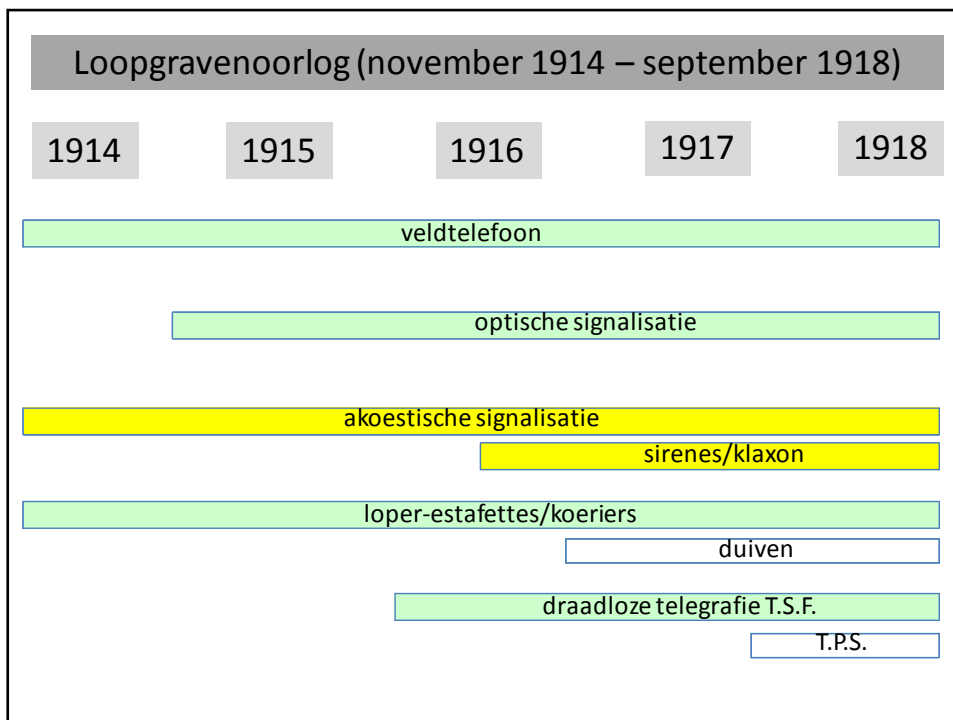 Loopgravenoorlog (november 1914 – september 1918)
1914 1915 1916 1917 1918
veldtelefoon
optische signalisatie
akoestische signalisatie
sirenes/klaxon
loper-estafettes/koeriers
duiven
draadloze telegrafie T.S.F.
T.P.S.